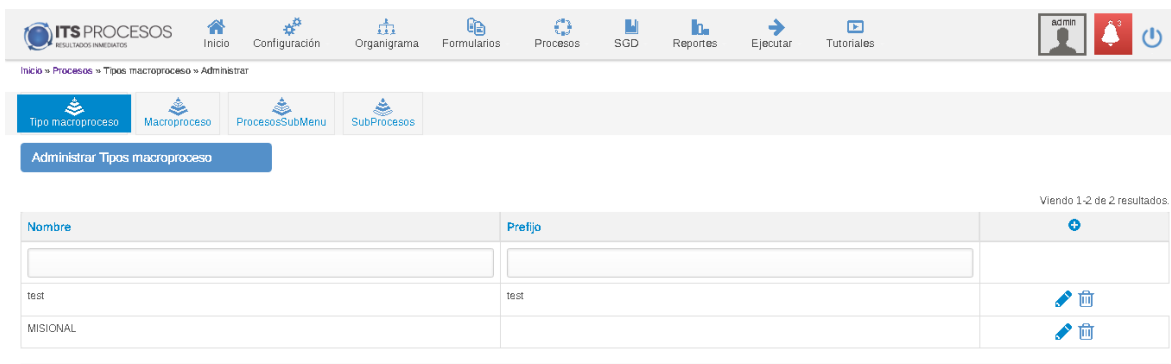 ITS PROCESOS
RESULTADOS INMEDIATOS
Inicio Configuración Organigrama Formularios Procesos SGD Reportes Ejecutar Tutoriales
admin
3
Inicio » Procesos » Tipos macroproceso » Administrar
Tipo macroproceso Macroproceso ProcesosSubMenu SubProcesos
Administrar Tipos macroproceso
Viendo 1-2 de 2 resultados.
Nombre Prefijo
test test
MISIONAL